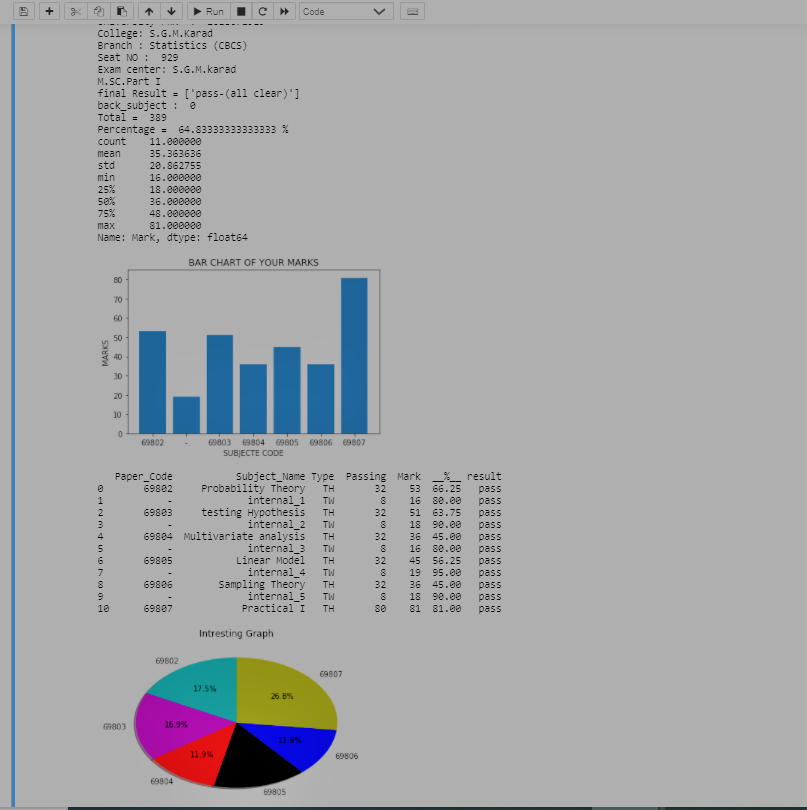 Run
Code
College: S.G.M.Karad
Branch : Statistics (CBCS)
Seat NO :  929
Exam center: S.G.M.karad
M.SC.Part I
final Result = ['pass-(all clear)']
back_subject :  0
Total =  389
Percentage =  64.83333333333333 %
count    11.000000
mean     35.363636
std      20.862755
min      16.000000
25%      18.000000
50%      36.000000
75%      48.000000
max      81.000000
Name: Mark, dtype: float64
BAR CHART OF YOUR MARKS
80
70
60
50
40
30
20
10
0
MARKS
69802 - 69803 69804 69805 69806 69807
SUBJECTE CODE
Paper_Code Subject_Name Type Passing Mark __%__ result
0 69802 Probability Theory TH 32 53 66.25 pass
1 - internal_1 TW 8 16 80.00 pass
2 69803 testing Hypothesis TH 32 51 63.75 pass
3 - internal_2 TW 8 18 90.00 pass
4 69804 Multivariate analysis TH 32 36 45.00 pass
5 - internal_3 TW 8 16 80.00 pass
6 69805 Linear Model TH 32 45 56.25 pass
7 - internal_4 TW 8 19 95.00 pass
8 69806 Sampling Theory TH 32 36 45.00 pass
9 - internal_5 TW 8 18 90.00 pass
10 69807 Practical I TH 80 81 81.00 pass
Intresting Graph
69802
69807
17.5%
26.8%
69803
16.9%
11.9%
11.9%
69806
69804
69805